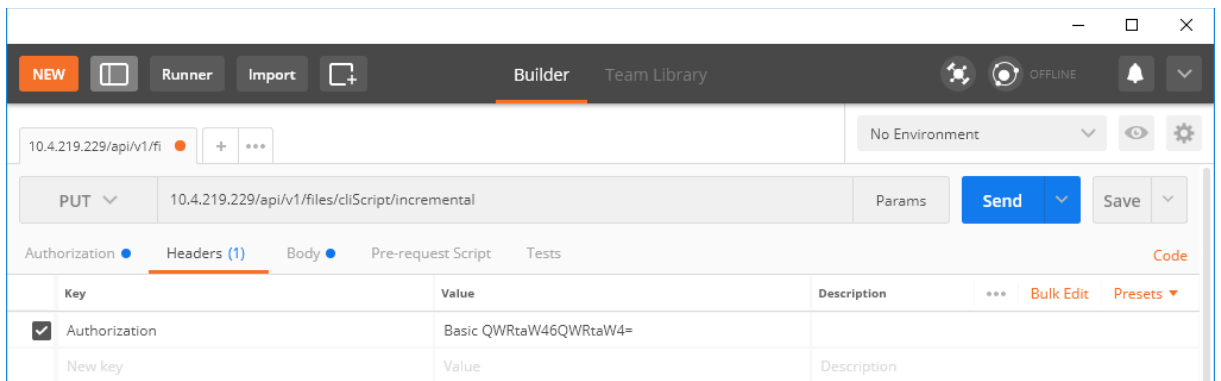 NEW Runner Import Builder Team Library OFFLINE
10.4.219.229/api/v1/fi + ••• No Environment
PUT 10.4.219.229/api/v1/files/cliScript/incremental Params Send Save
Authorization Headers (1) Body Pre-request Script Tests Code
Key Value Description ••• Bulk Edit Presets
Authorization Basic QWRtaW46QWRtaW4=
New key Value Description